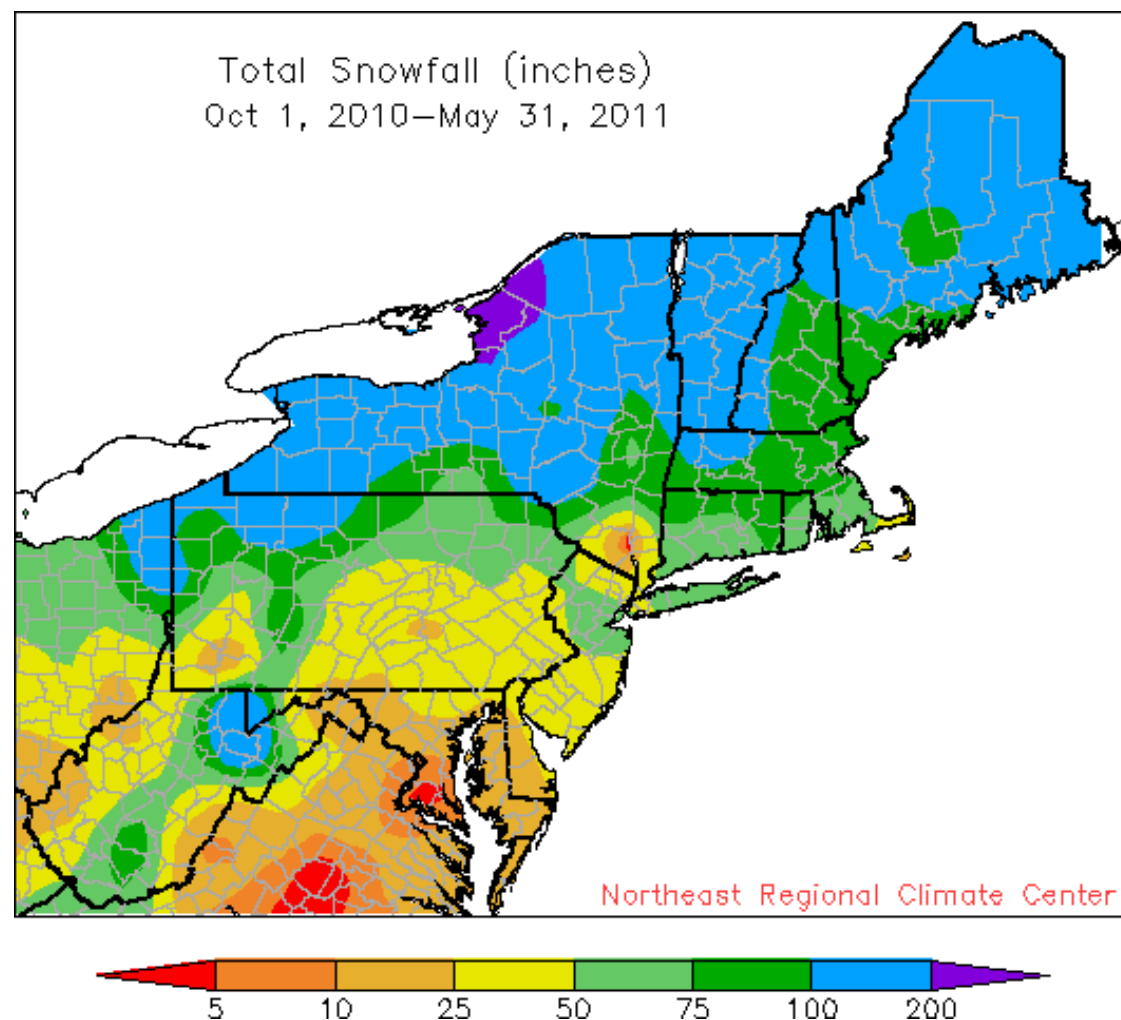 Total Snowfall (inches)
Oct 1, 2010–May 31, 2011
Northeast Regional Climate Center
5 10 25 50 75 100 200